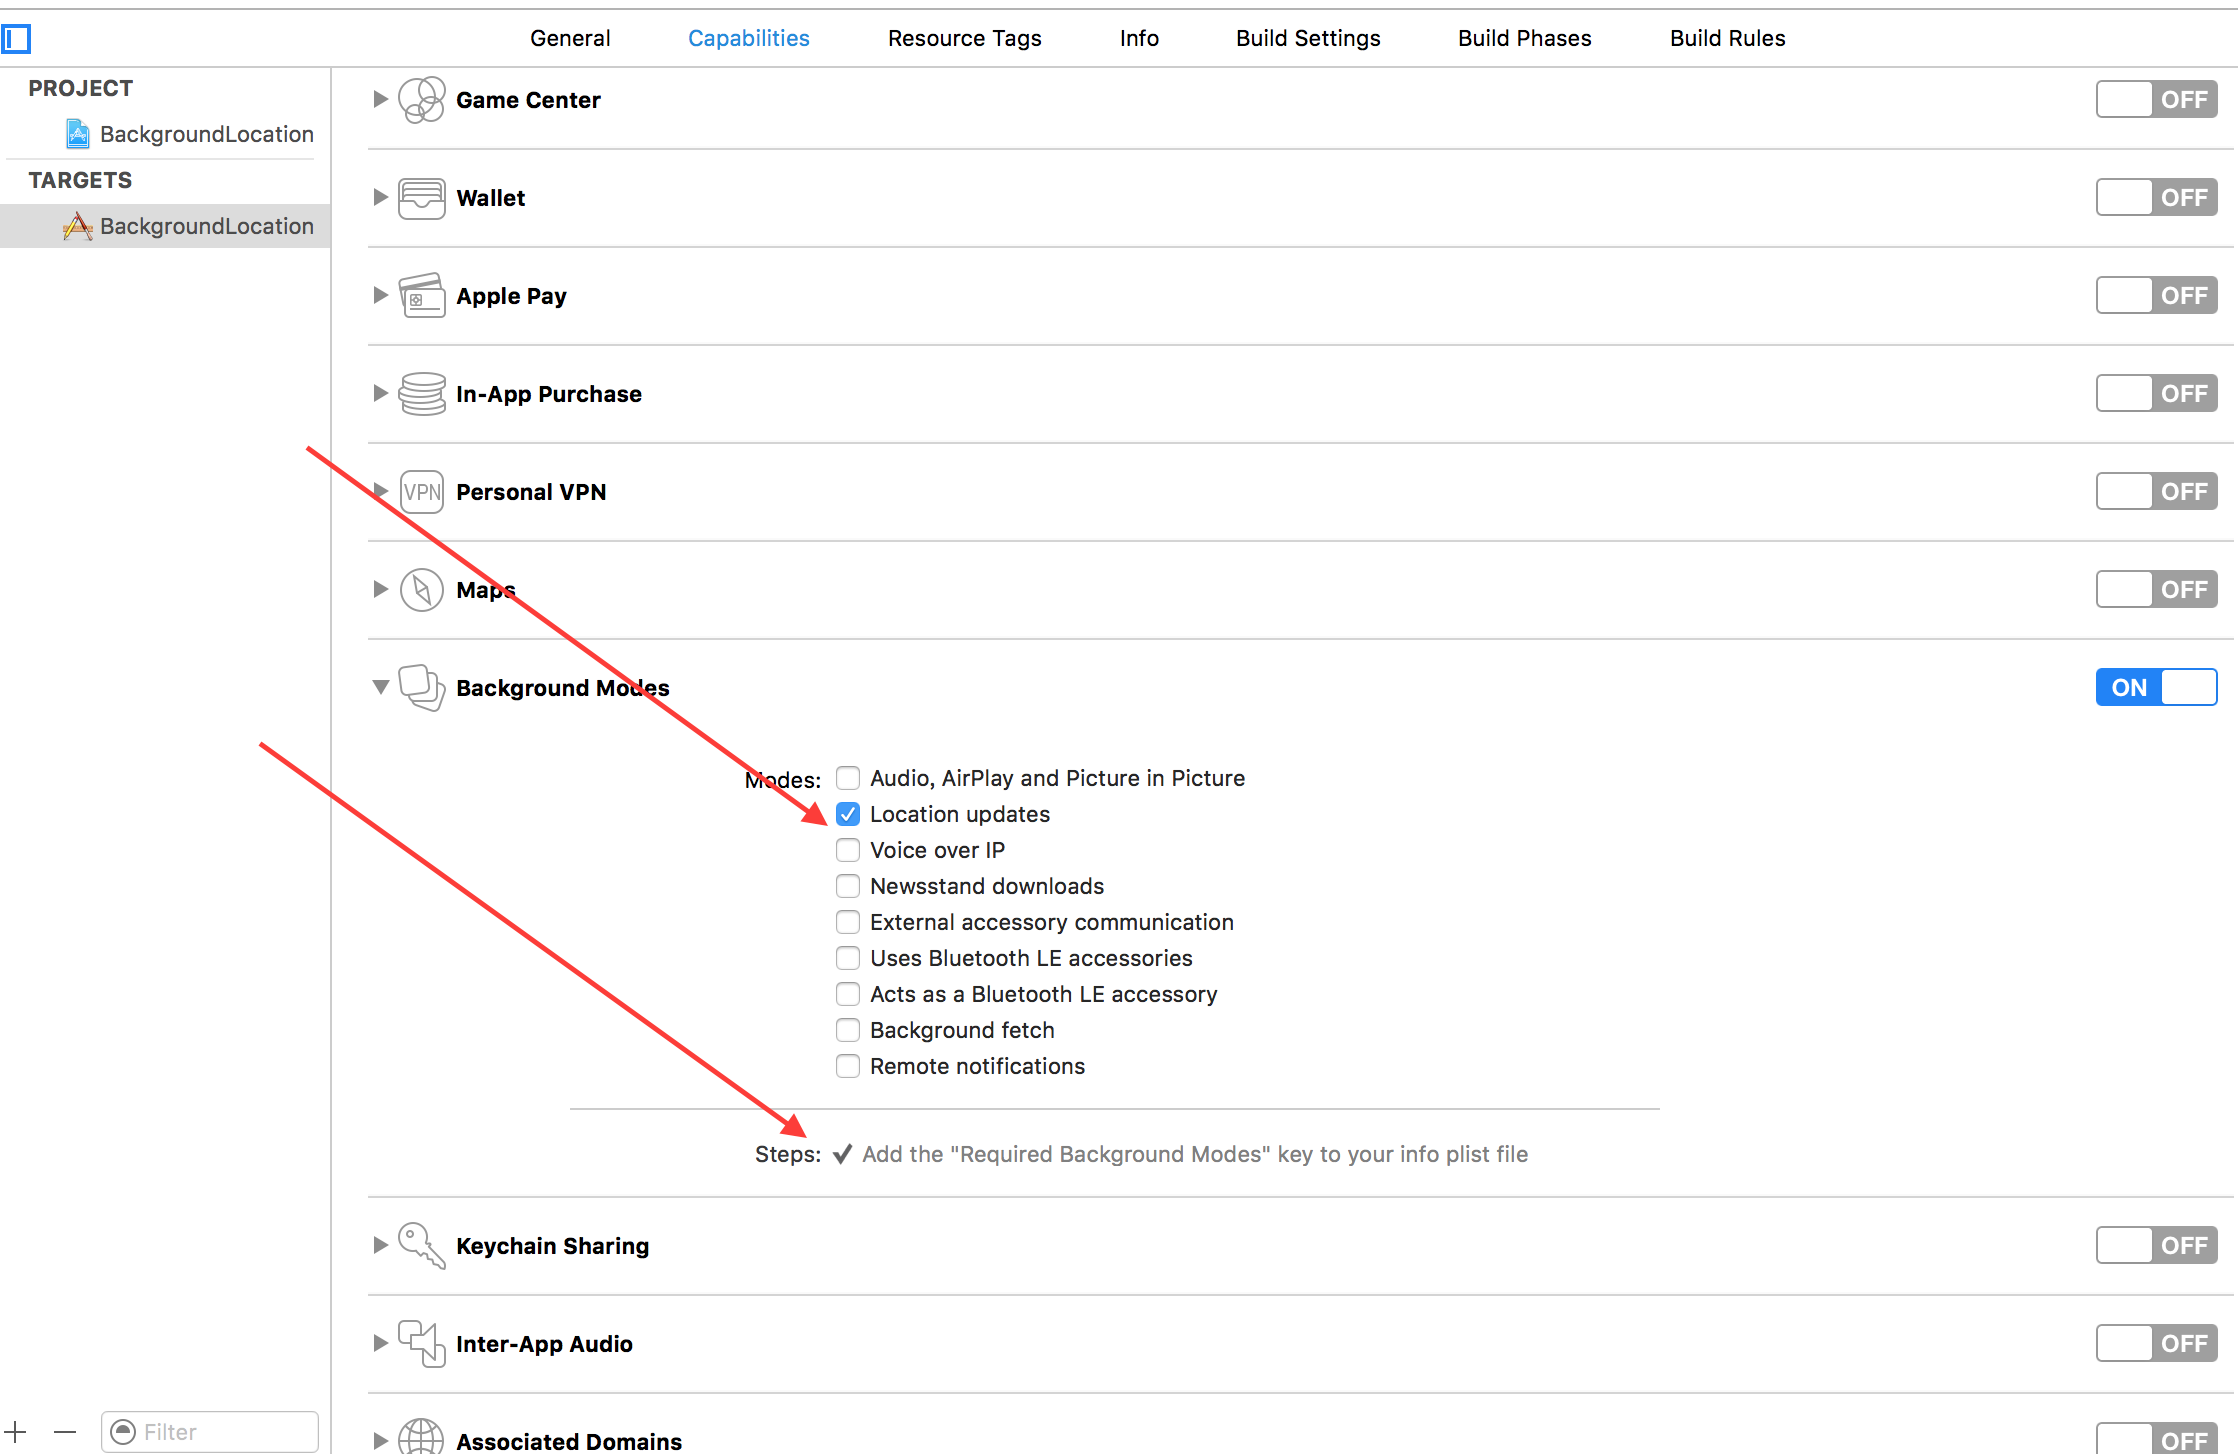 General Capabilities Resource Tags Info Build Settings Build Phases Build Rules
PROJECT
BackgroundLocation
TARGETS
BackgroundLocation
Game Center OFF
Wallet OFF
Apple Pay OFF
In-App Purchase OFF
VPN Personal VPN OFF
Maps OFF
Background Modes ON
Modes: Audio, AirPlay and Picture in Picture
Location updates
Voice over IP
Newsstand downloads
External accessory communication
Uses Bluetooth LE accessories
Acts as a Bluetooth LE accessory
Background fetch
Remote notifications
Steps: Add the "Required Background Modes" key to your info plist file
Keychain Sharing OFF
Inter-App Audio OFF
Associated Domains OFF
Filter